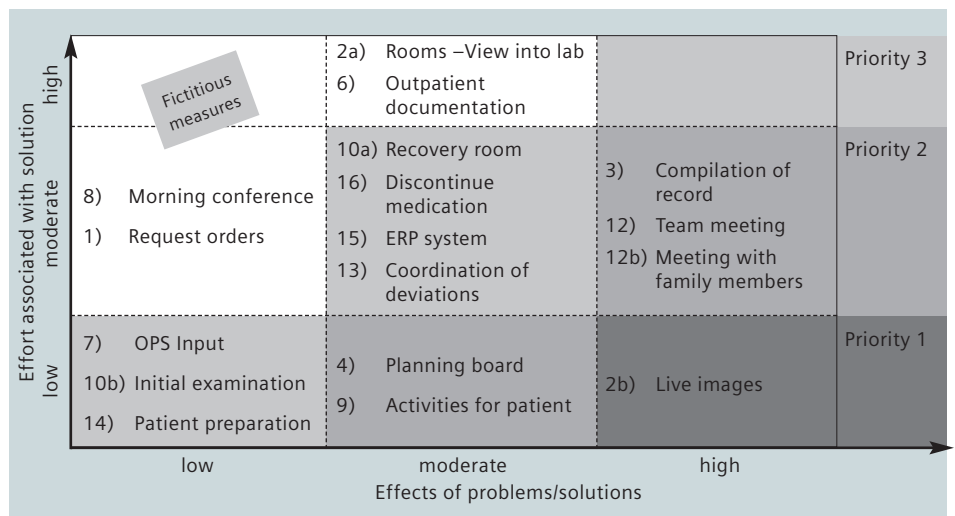 Effort associated with solution
high
moderate
low
Fictitious
measures
2a) Rooms –View into lab
6) Outpatient
documentation
Priority 3
8) Morning conference
1) Request orders
10a) Recovery room
16) Discontinue
medication
15) ERP system
13) Coordination of
deviations
3) Compilation of
record
12) Team meeting
12b) Meeting with
family members
Priority 2
7) OPS Input
10b) Initial examination
14) Patient preparation
4) Planning board
9) Activities for patient
2b) Live images
Priority 1
low
moderate
high
Effects of problems/solutions